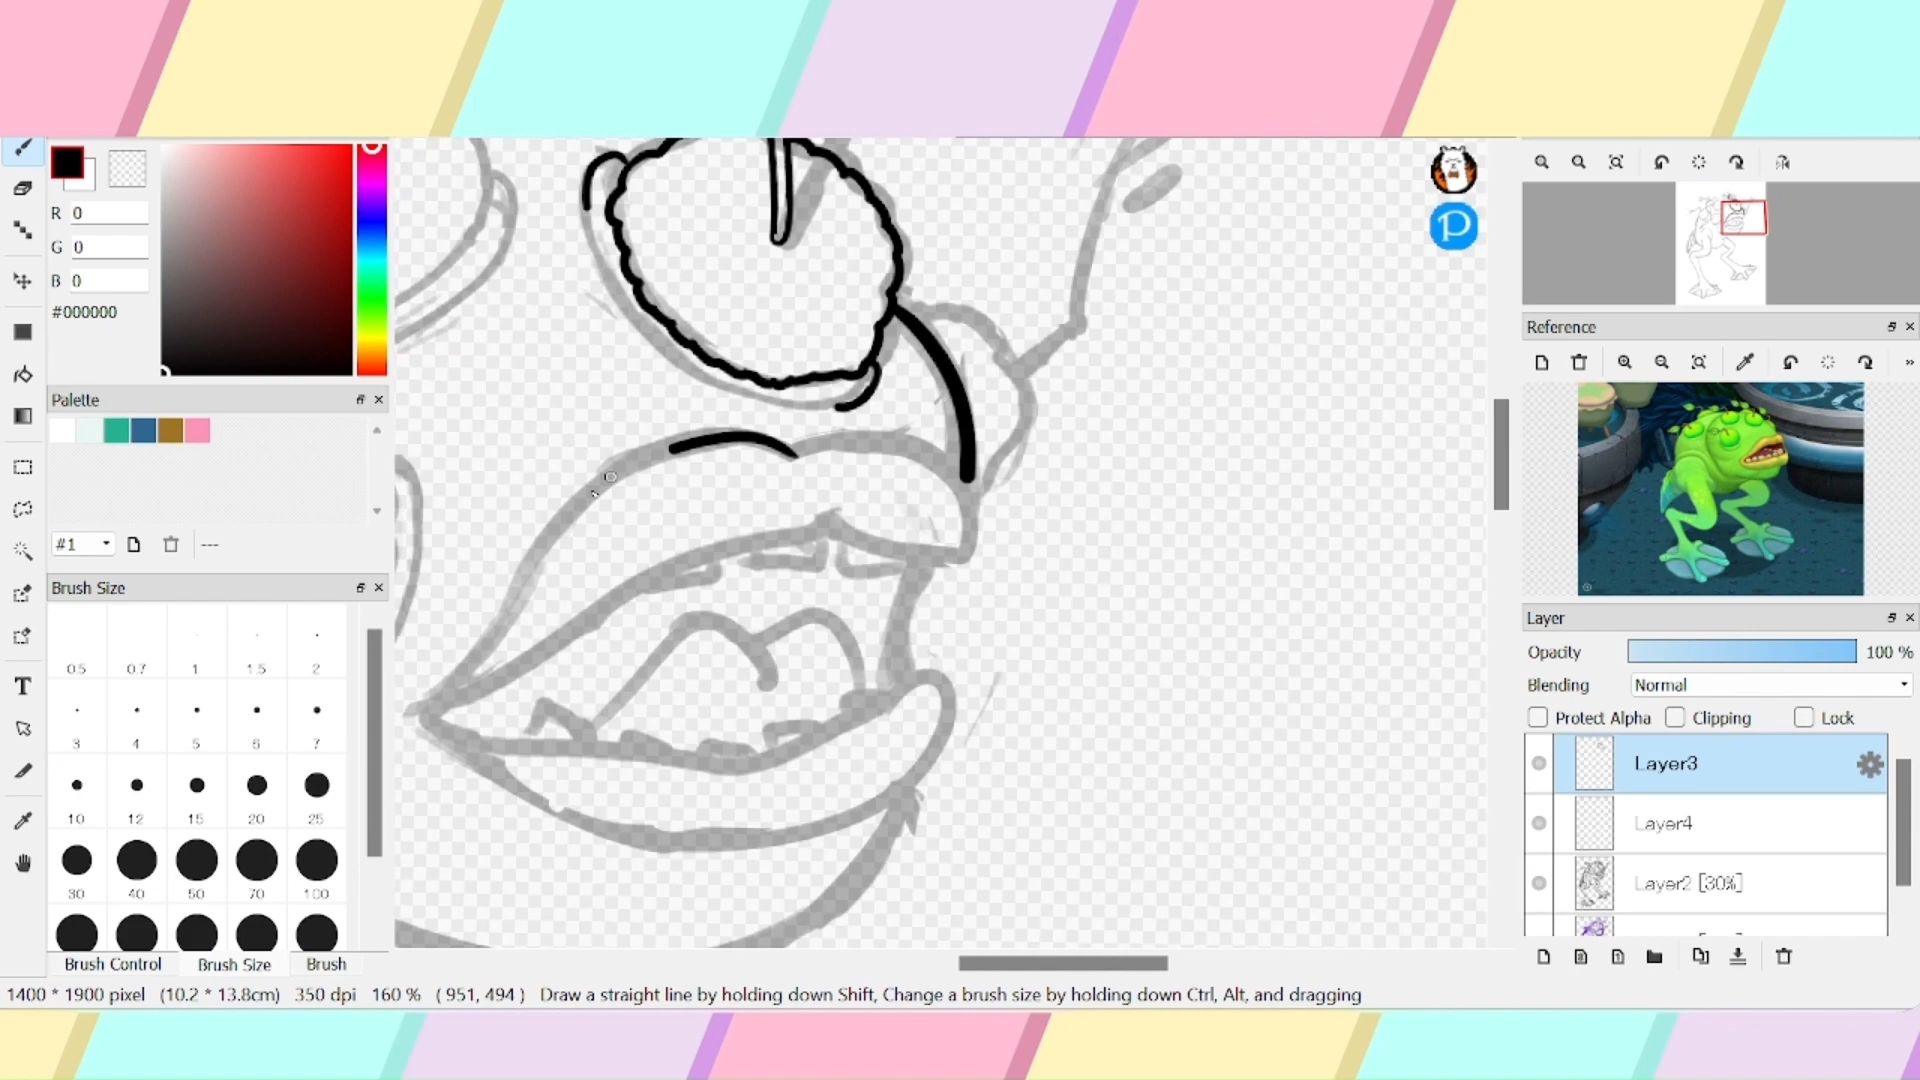 R 0
G 0
B 0
#000000
Palette
#1
---
Brush Size
0.5 0.7 1 1.5 2
3 4 5 6 7
10 12 15 20 25
30 40 50 70 100
Brush Control Brush Size Brush
1400 * 1900 pixel (10.2 * 13.8cm) 350 dpi 160 % ( 951, 494 ) Draw a straight line by holding down Shift, Change a brush size by holding down Ctrl, Alt, and dragging
P
Reference
»
Layer
Opacity 100 %
Blending Normal
Protect Alpha Clipping Lock
Layer3
Layer4
Layer2 [30%]
T